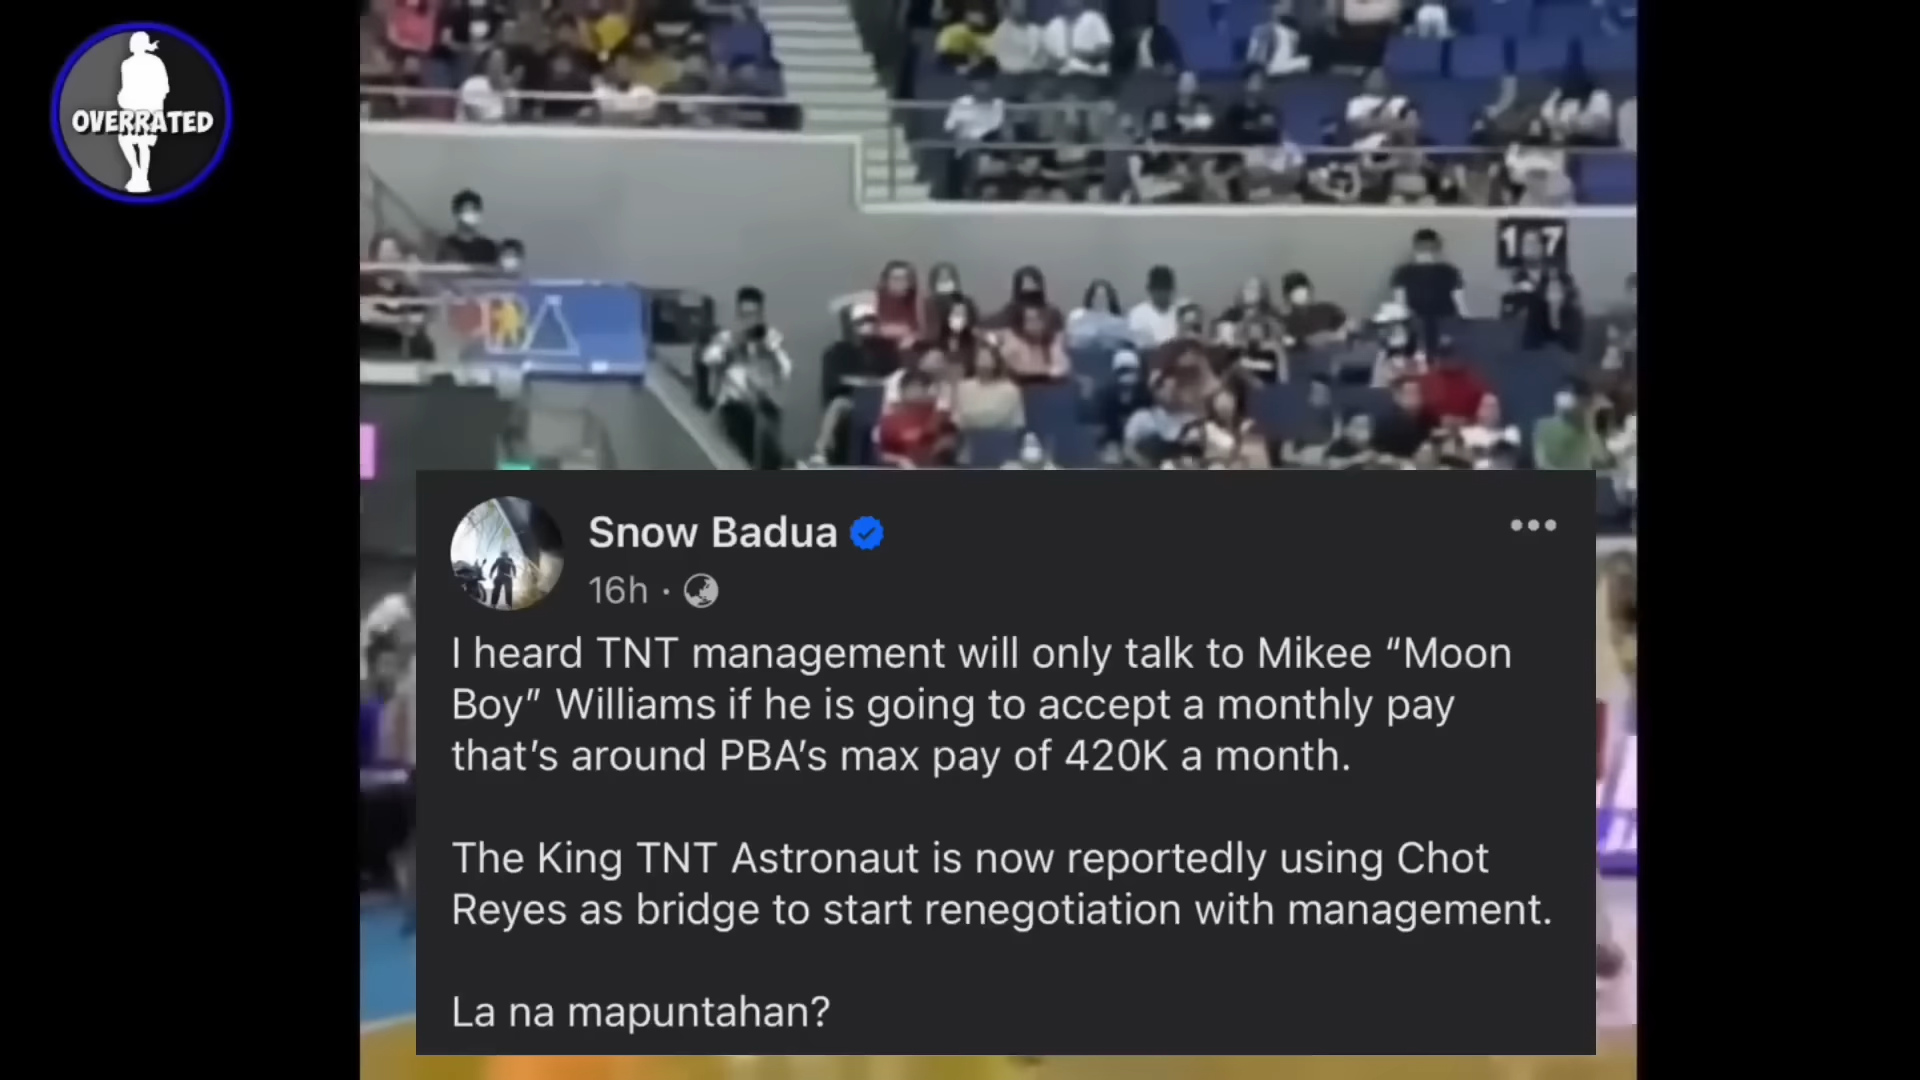 OVERRATED
Snow Badua
16h ·
I heard TNT management will only talk to Mikee “Moon
Boy” Williams if he is going to accept a monthly pay
that’s around PBA’s max pay of 420K a month.
The King TNT Astronaut is now reportedly using Chot
Reyes as bridge to start renegotiation with management.
La na mapuntahan?